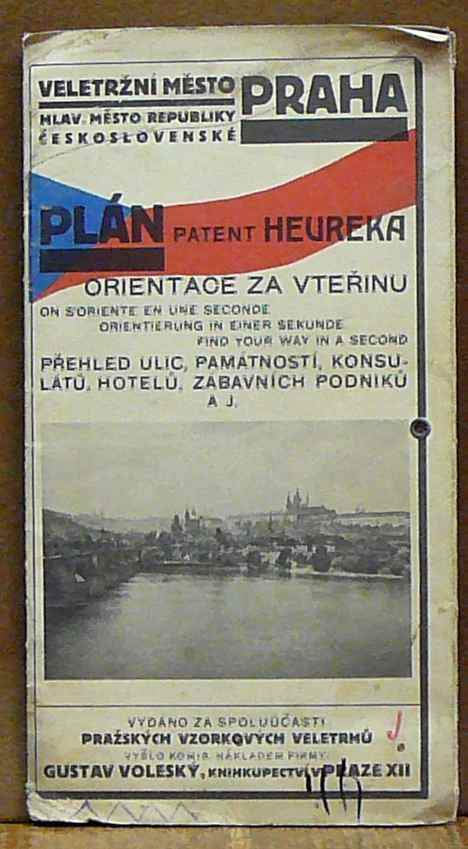 VELETRŽNÍ MĚSTO PRAHA
HLAV. MĚSTO REPUBLIKY
ČESKOSLOVENSKÉ
PLÁN PATENT HEUREKA
ORIENTACE ZA VTEŘINU
ON S'ORIENTE EN UNE SECONDE
ORIENTIERUNG IN EINER SEKUNDE
FIND YOUR WAY IN A SECOND
PŘEHLED ULIC, PAMÁTNOSTÍ, KONSU-
LÁTŮ, HOTELŮ, ZÁBAVNÍCH PODNIKŮ
A J.
VYDÁNO ZA SPOLUÚČASTI
PRAŽSKÝCH VZORKOVÝCH VELETRHŮ
VYŠLO KOMIS. NÁKLADEM FIRMY
GUSTAV VOLESKÝ, KNIHKUPECTVÍ V PRAZE XII